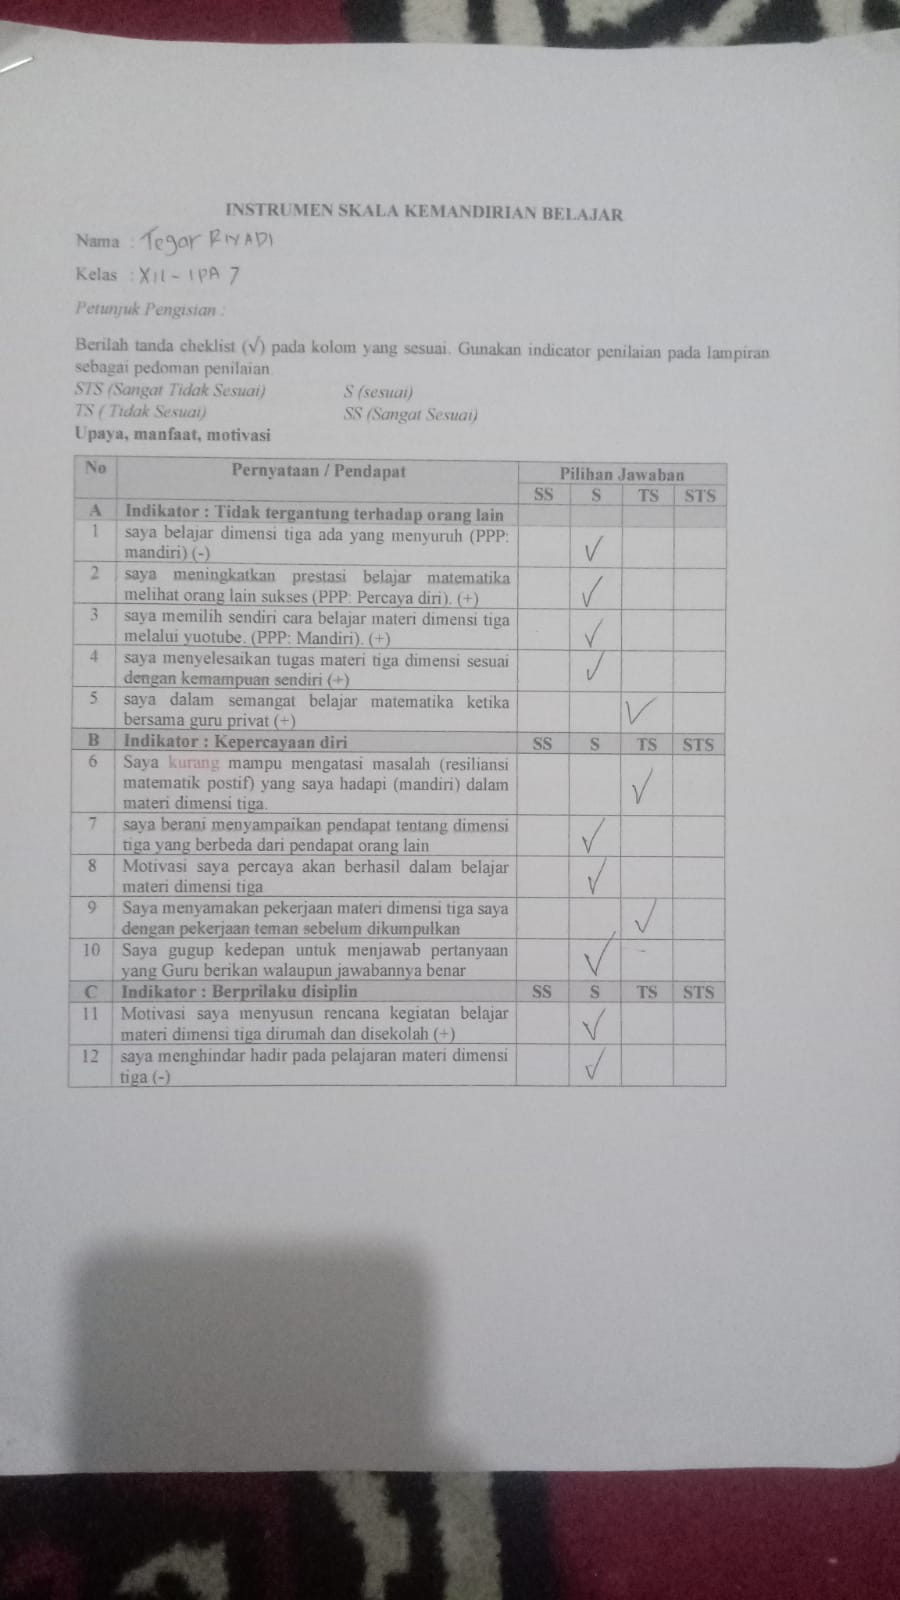 INSTRUMEN SKALA KEMANDIRIAN BELAJAR
Nama : Tegar RIYADI
Kelas : XII - IPA 7
Petunjuk Pengistan :
Berilah tanda cheklist (√) pada kolom yang sesuai. Gunakan indicator penilaian pada lampiran
sebagai pedoman penilaian.
STS (Sangat Tidak Sesuai) S (sesuai)
TS ( Tidak Sesuai) SS (Sangat Sesuai)
Upaya, manfaat, motivasi
No Pernyataan / Pendapat Pilihan Jawaban
SS S TS STS
A Indikator : Tidak tergantung terhadap orang lain
1 saya belajar dimensi tiga ada yang menyuruh (PPP:
mandiri) (-) ✓
2 saya meningkatkan prestasi belajar matematika
melihat orang lain sukses (PPP: Percaya diri). (+) ✓
3 saya memilih sendiri cara belajar materi dimensi tiga
melalui yuotube. (PPP: Mandiri). (+) ✓
4 saya menyelesaikan tugas materi tiga dimensi sesuai
dengan kemampuan sendiri (+) ✓
5 saya dalam semangat belajar matematika ketika
bersama guru privat (+) ✓
B Indikator : Kepercayaan diri SS S TS STS
6 Saya kurang mampu mengatasi masalah (resiliansi
matematik postif) yang saya hadapi (mandiri) dalam
materi dimensi tiga. ✓
7 saya berani menyampaikan pendapat tentang dimensi
tiga yang berbeda dari pendapat orang lain ✓
8 Motivasi saya percaya akan berhasil dalam belajar
materi dimensi tiga ✓
9 Saya menyamakan pekerjaan materi dimensi tiga saya
dengan pekerjaan teman sebelum dikumpulkan ✓
10 Saya gugup kedepan untuk menjawab pertanyaan
yang Guru berikan walaupun jawabannya benar ✓
C Indikator : Berprilaku disiplin SS S TS STS
11 Motivasi saya menyusun rencana kegiatan belajar
materi dimensi tiga dirumah dan disekolah (+) ✓
12 saya menghindar hadir pada pelajaran materi dimensi
tiga (-) ✓